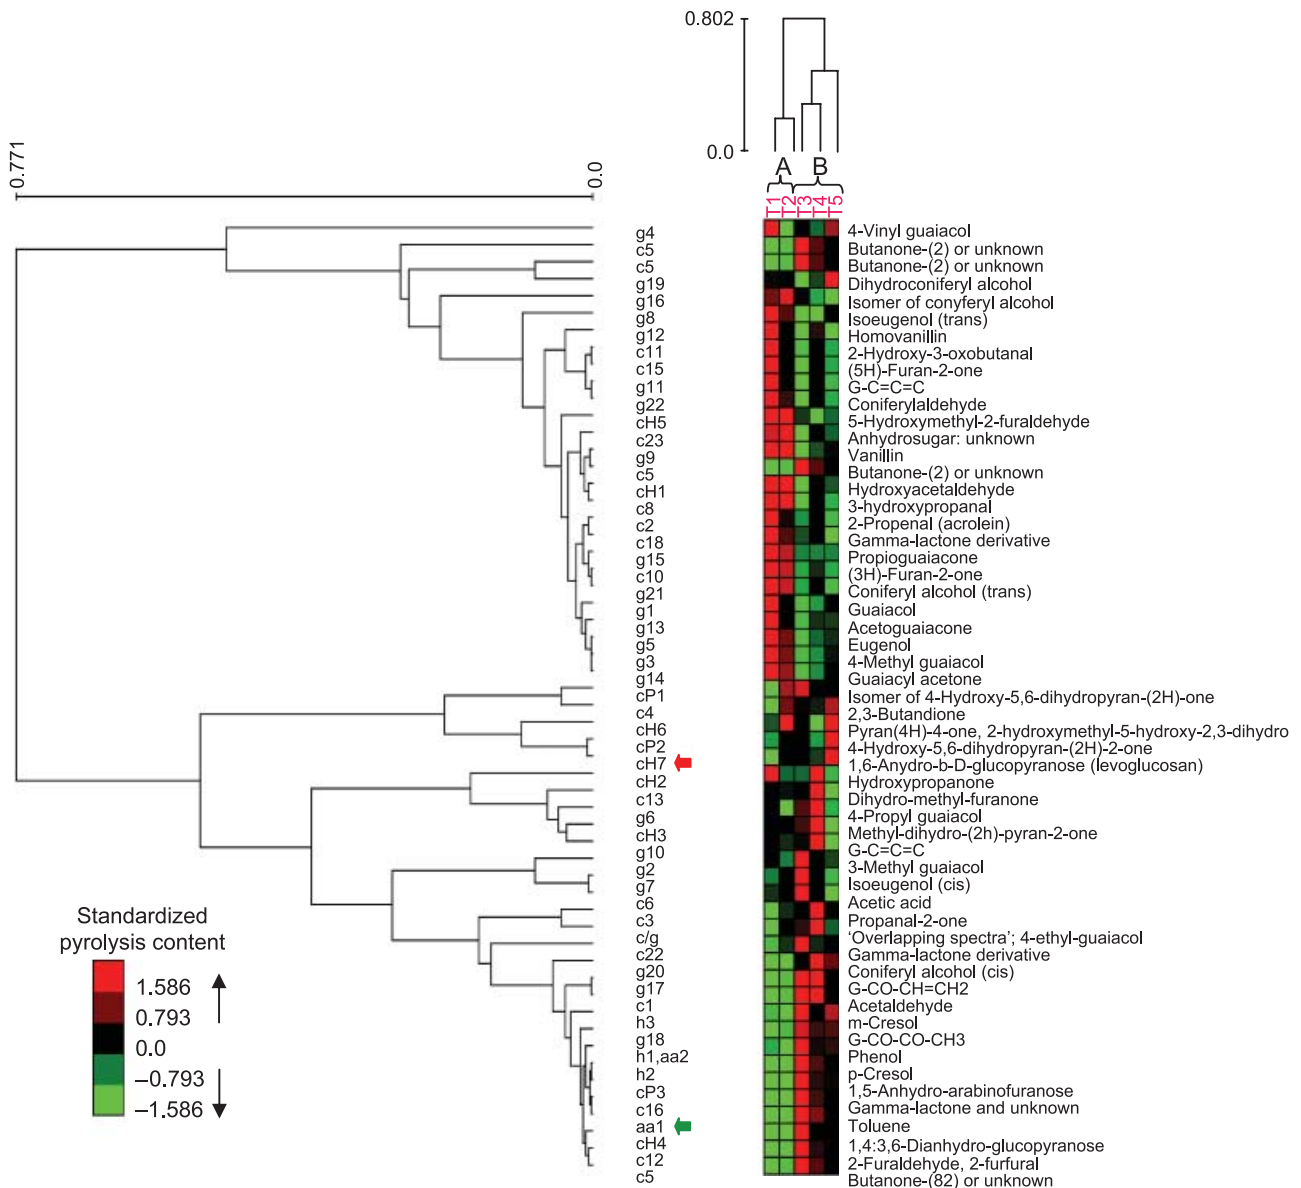 0.802
0.0
0.771
0.0
A B
T1 T2 T3 T4 T5
g4
c5
c5
g19
g16
g8
g12
c11
c15
g11
g22
cH5
c23
g9
c5
cH1
c8
c2
c18
g15
c10
g21
g1
g13
g5
g3
g14
cP1
c4
cH6
cP2
cH7
cH2
c13
g6
cH3
g10
g2
g7
c6
c3
c/g
c22
g20
g17
c1
h3
g18
h1,aa2
h2
cP3
c16
aa1
cH4
c12
c5
4-Vinyl guaiacol
Butanone-(2) or unknown
Butanone-(2) or unknown
Dihydroconiferyl alcohol
Isomer of conyferyl alcohol
Isoeugenol (trans)
Homovanillin
2-Hydroxy-3-oxobutanal
(5H)-Furan-2-one
G-C=C=C
Coniferylaldehyde
5-Hydroxymethyl-2-furaldehyde
Anhydrosugar: unknown
Vanillin
Butanone-(2) or unknown
Hydroxyacetaldehyde
3-hydroxypropanal
2-Propenal (acrolein)
Gamma-lactone derivative
Propioguaiacone
(3H)-Furan-2-one
Coniferyl alcohol (trans)
Guaiacol
Acetoguaiacone
Eugenol
4-Methyl guaiacol
Guaiacyl acetone
Isomer of 4-Hydroxy-5,6-dihydropyran-(2H)-one
2,3-Butandione
Pyran(4H)-4-one, 2-hydroxymethyl-5-hydroxy-2,3-dihydro
4-Hydroxy-5,6-dihydropyran-(2H)-2-one
1,6-Anydro-b-D-glucopyranose (levoglucosan)
Hydroxypropanone
Dihydro-methyl-furanone
4-Propyl guaiacol
Methyl-dihydro-(2h)-pyran-2-one
G-C=C=C
3-Methyl guaiacol
Isoeugenol (cis)
Acetic acid
Propanal-2-one
'Overlapping spectra'; 4-ethyl-guaiacol
Gamma-lactone derivative
Coniferyl alcohol (cis)
G-CO-CH=CH2
Acetaldehyde
m-Cresol
G-CO-CO-CH3
Phenol
p-Cresol
1,5-Anhydro-arabinofuranose
Gamma-lactone and unknown
Toluene
1,4:3,6-Dianhydro-glucopyranose
2-Furaldehyde, 2-furfural
Butanone-(82) or unknown
Standardized
pyrolysis content
1.586
0.793
0.0
–0.793
–1.586